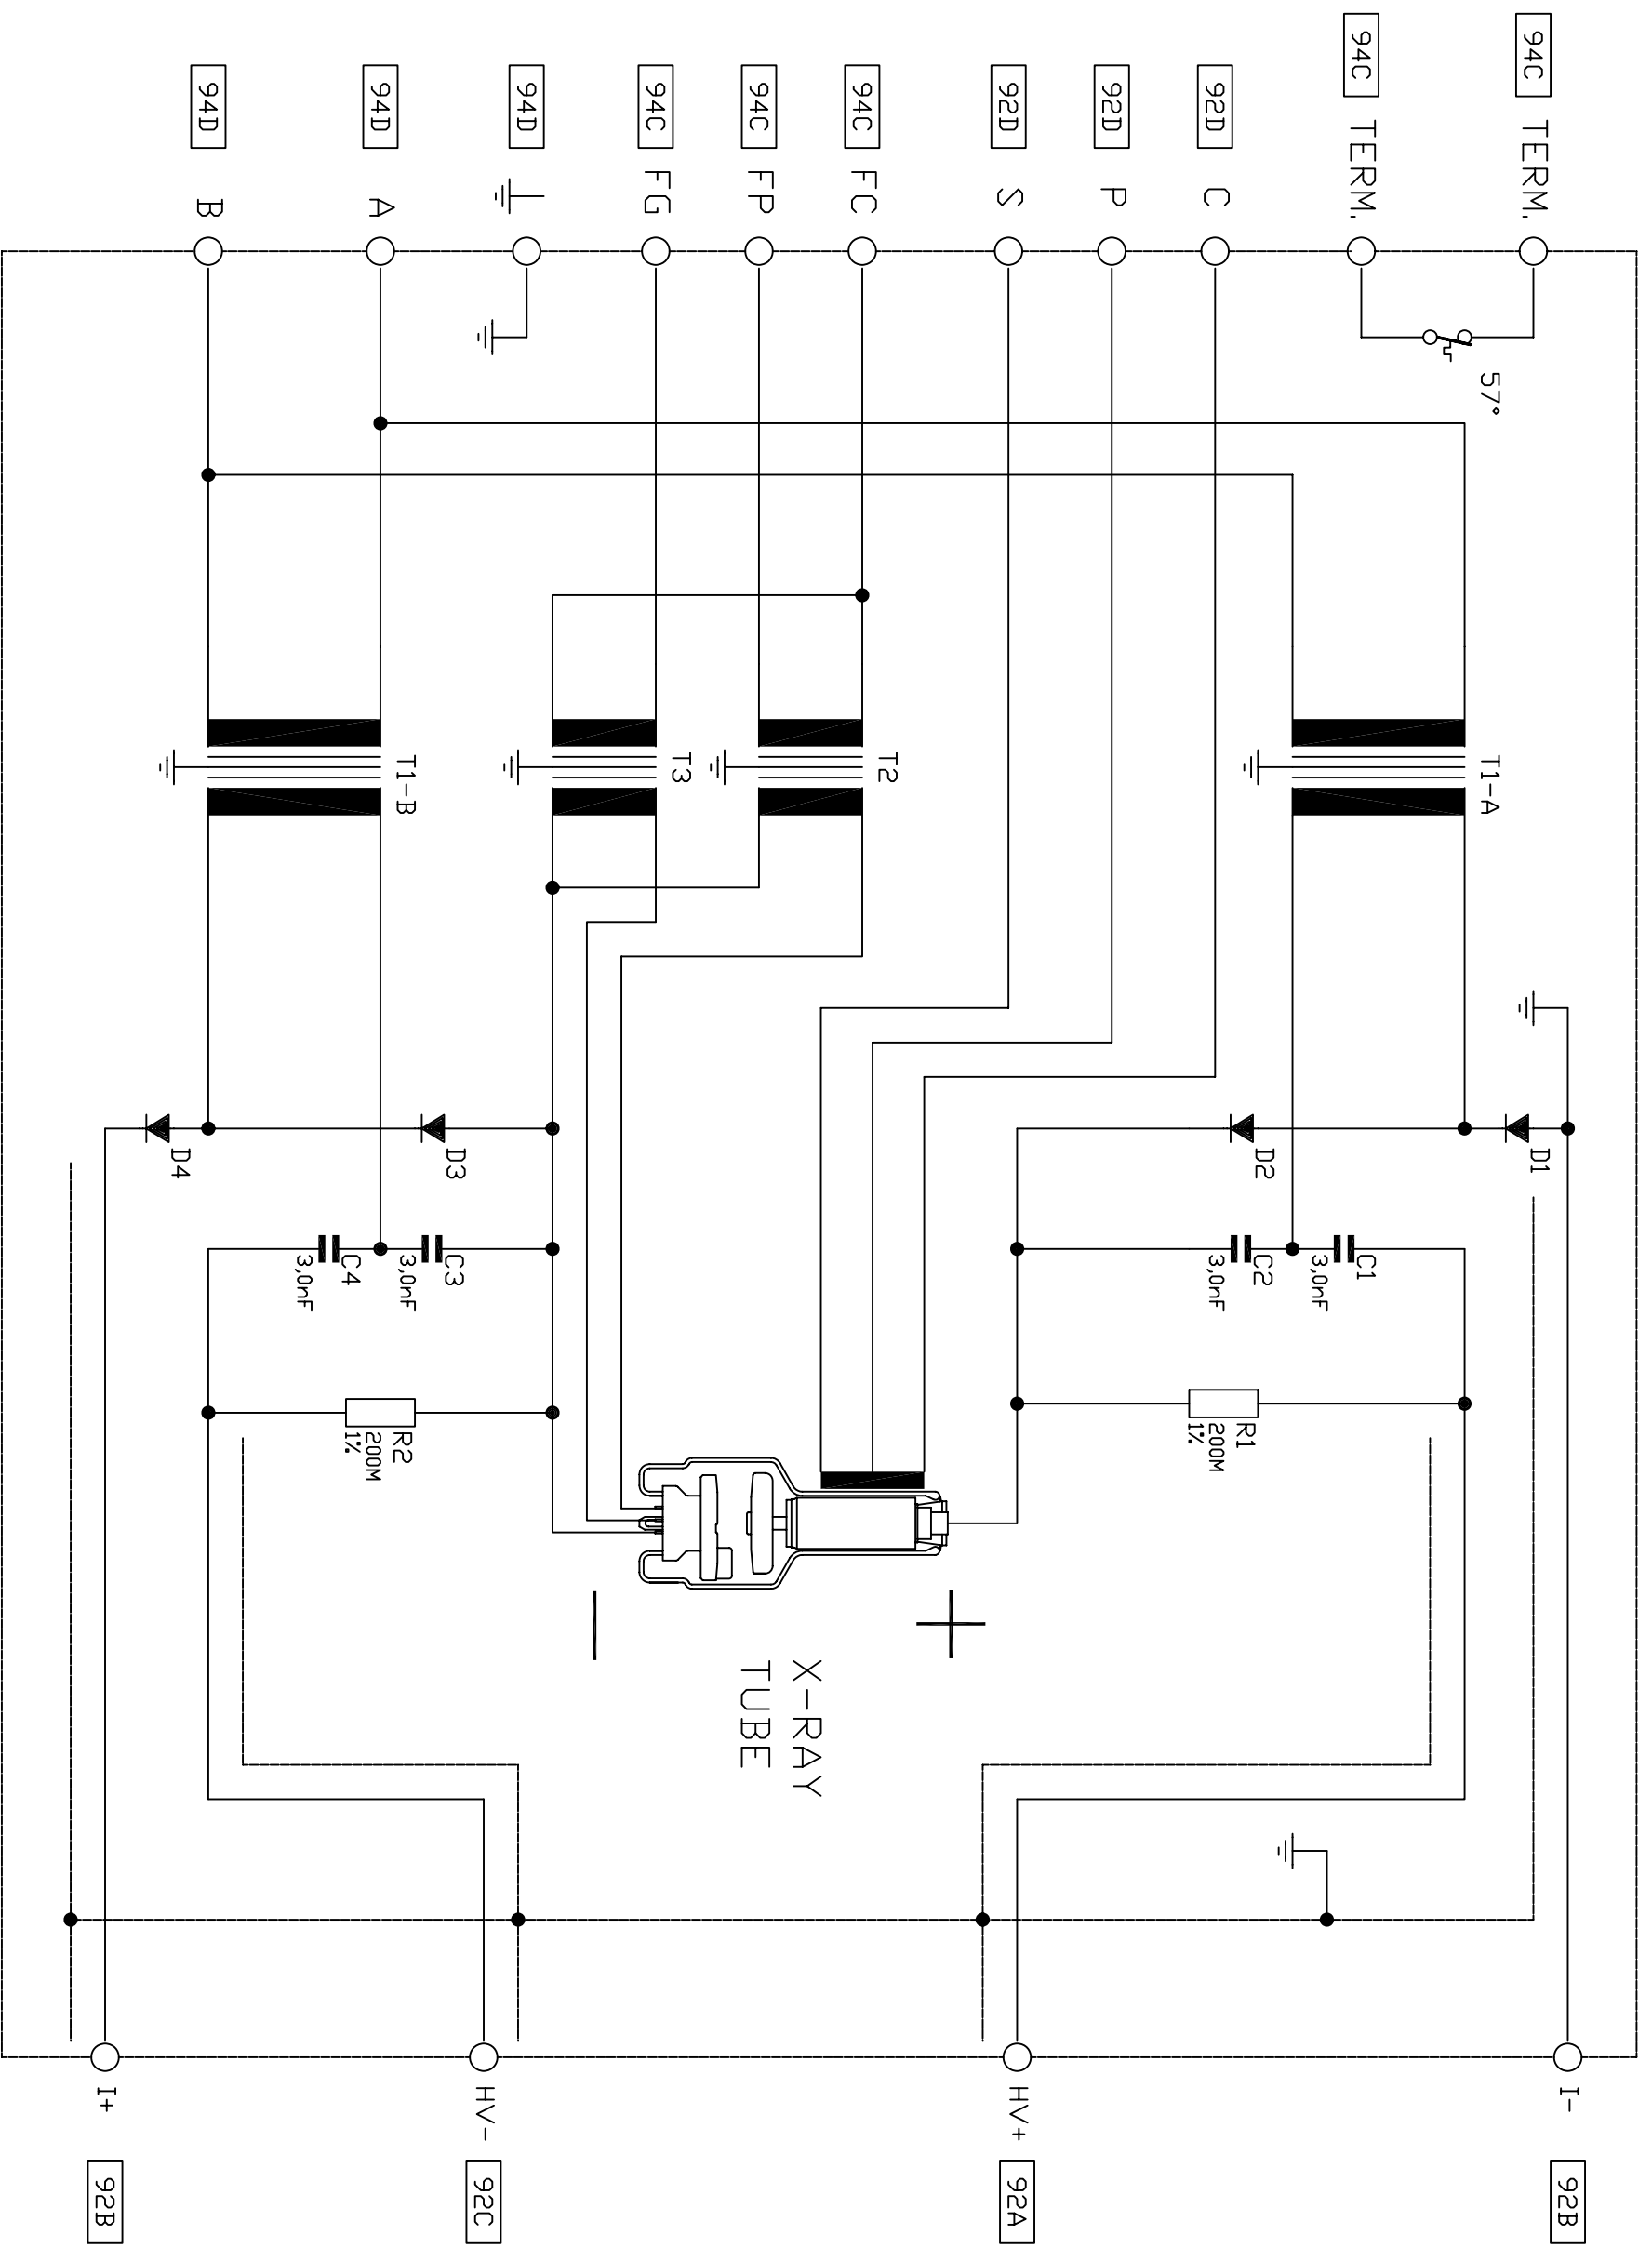 94C TERM.
57°
94C TERM.
92D C
92D P
92D S
94C FC
94C FP
94C FG
94D
94D A
94D B
T1-A
T2
T3
T1-B
D1
D2
D3
D4
C1
3,0nF
C2
3,0nF
C3
3,0nF
C4
3,0nF
R1
200M
1%
R2
200M
1%
+
X-RAY
TUBE
-
I- 92B
HV+ 92A
HV- 92C
I+ 92B